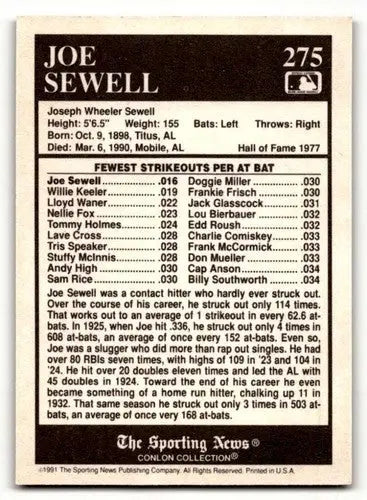 JOE
SEWELL
275
Joseph Wheeler Sewell
Height: 5'6.5" Weight: 155 Bats: Left Throws: Right
Born: Oct. 9, 1898, Titus, AL
Died: Mar. 6, 1990, Mobile, AL Hall of Fame 1977
FEWEST STRIKEOUTS PER AT BAT
Joe Sewell................ .016 Doggie Miller........... .030
Willie Keeler............. .019 Frankie Frisch.......... .030
Lloyd Waner............. .022 Jack Glasscock........ .031
Nellie Fox................. .023 Lou Bierbauer.......... .032
Tommy Holmes........ .024 Edd Roush............... .032
Lave Cross............... .028 Charlie Comiskey..... .033
Tris Speaker............. .028 Frank McCormick..... .033
Stuffy McInnis.......... .028 Don Mueller............. .033
Andy High................ .030 Cap Anson............... .034
Sam Rice................. .030 Billy Southworth....... .034
Joe Sewell was a contact hitter who hardly ever struck out.
Over the course of his career, he struck out only 114 times.
That works out to an average of 1 strikeout in every 62.6 at-
bats. In 1925, when Joe hit .336, he struck out only 4 times in
608 at-bats, an average of once every 152 at-bats. Even so,
Joe was a slugger who did more than rap out singles. He had
over 80 RBIs seven times, with highs of 109 in '23 and 104 in
'24. He hit over 20 doubles eleven times and led the AL with
45 doubles in 1924. Toward the end of his career he even
became something of a home run hitter, chalking up 11 in
1932. That same season he struck out only 3 times in 503 at-
bats, an average of once every 168 at-bats.
The Sporting News®
CONLON COLLECTION®
©1991 The Sporting News Publishing Company. All Rights Reserved. Printed in U.S.A.